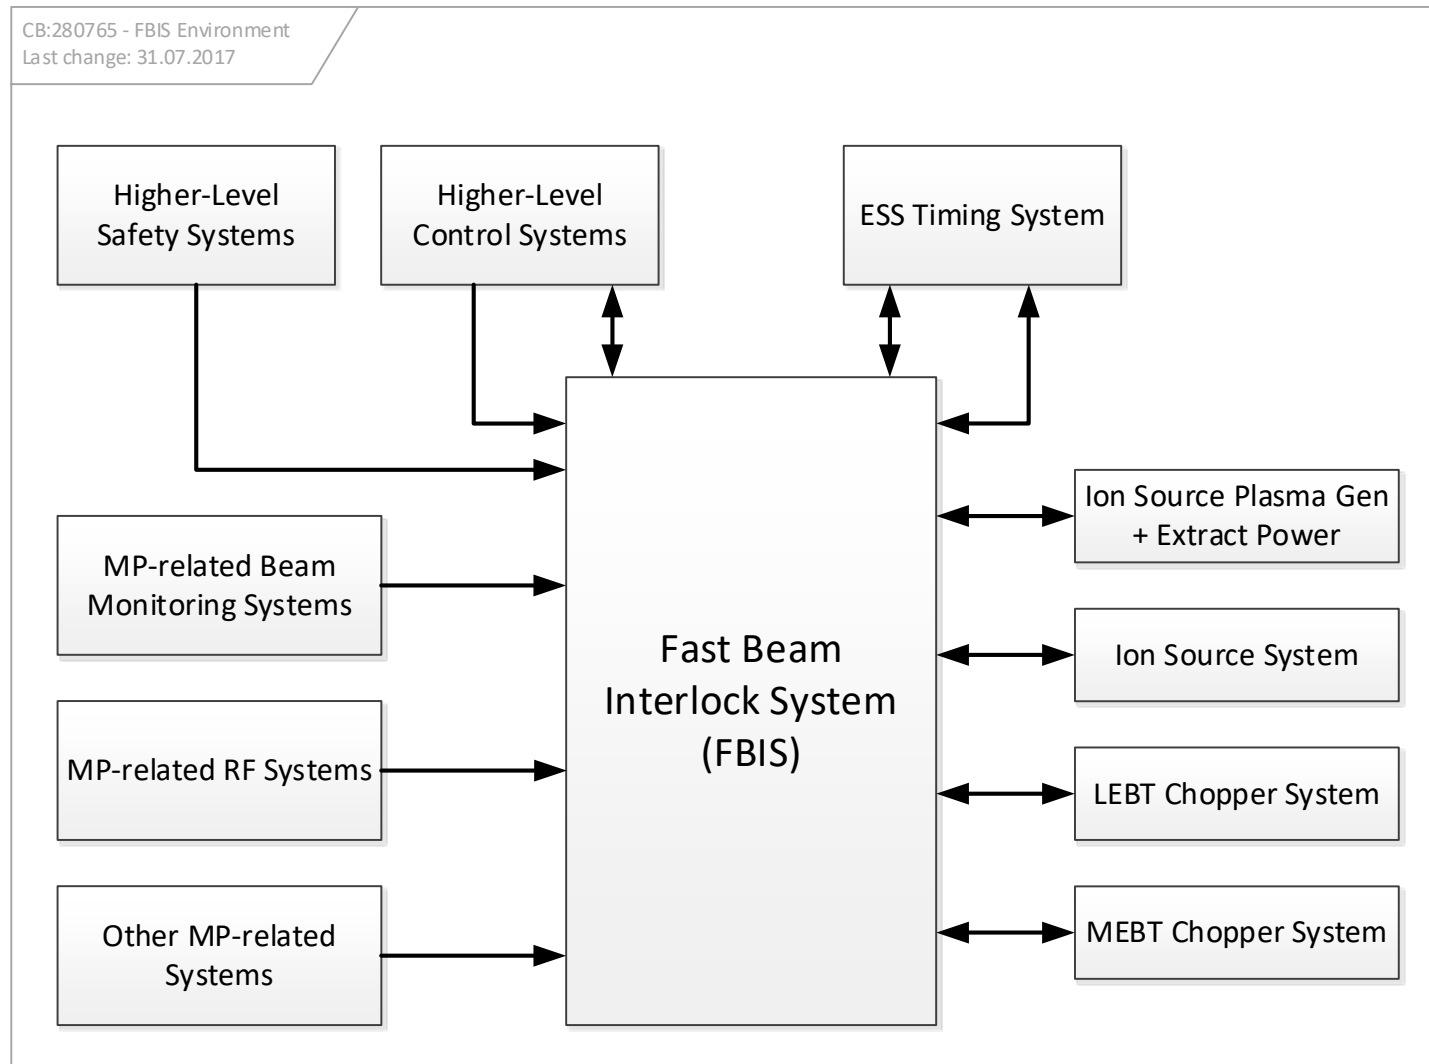 CB:280765 - FBIS Environment
Last change: 31.07.2017
Higher-Level
Safety Systems
Higher-Level
Control Systems
ESS Timing System
MP-related Beam
Monitoring Systems
MP-related RF Systems
Other MP-related
Systems
Fast Beam
Interlock System
(FBIS)
Ion Source Plasma Gen
+ Extract Power
Ion Source System
LEBT Chopper System
MEBT Chopper System